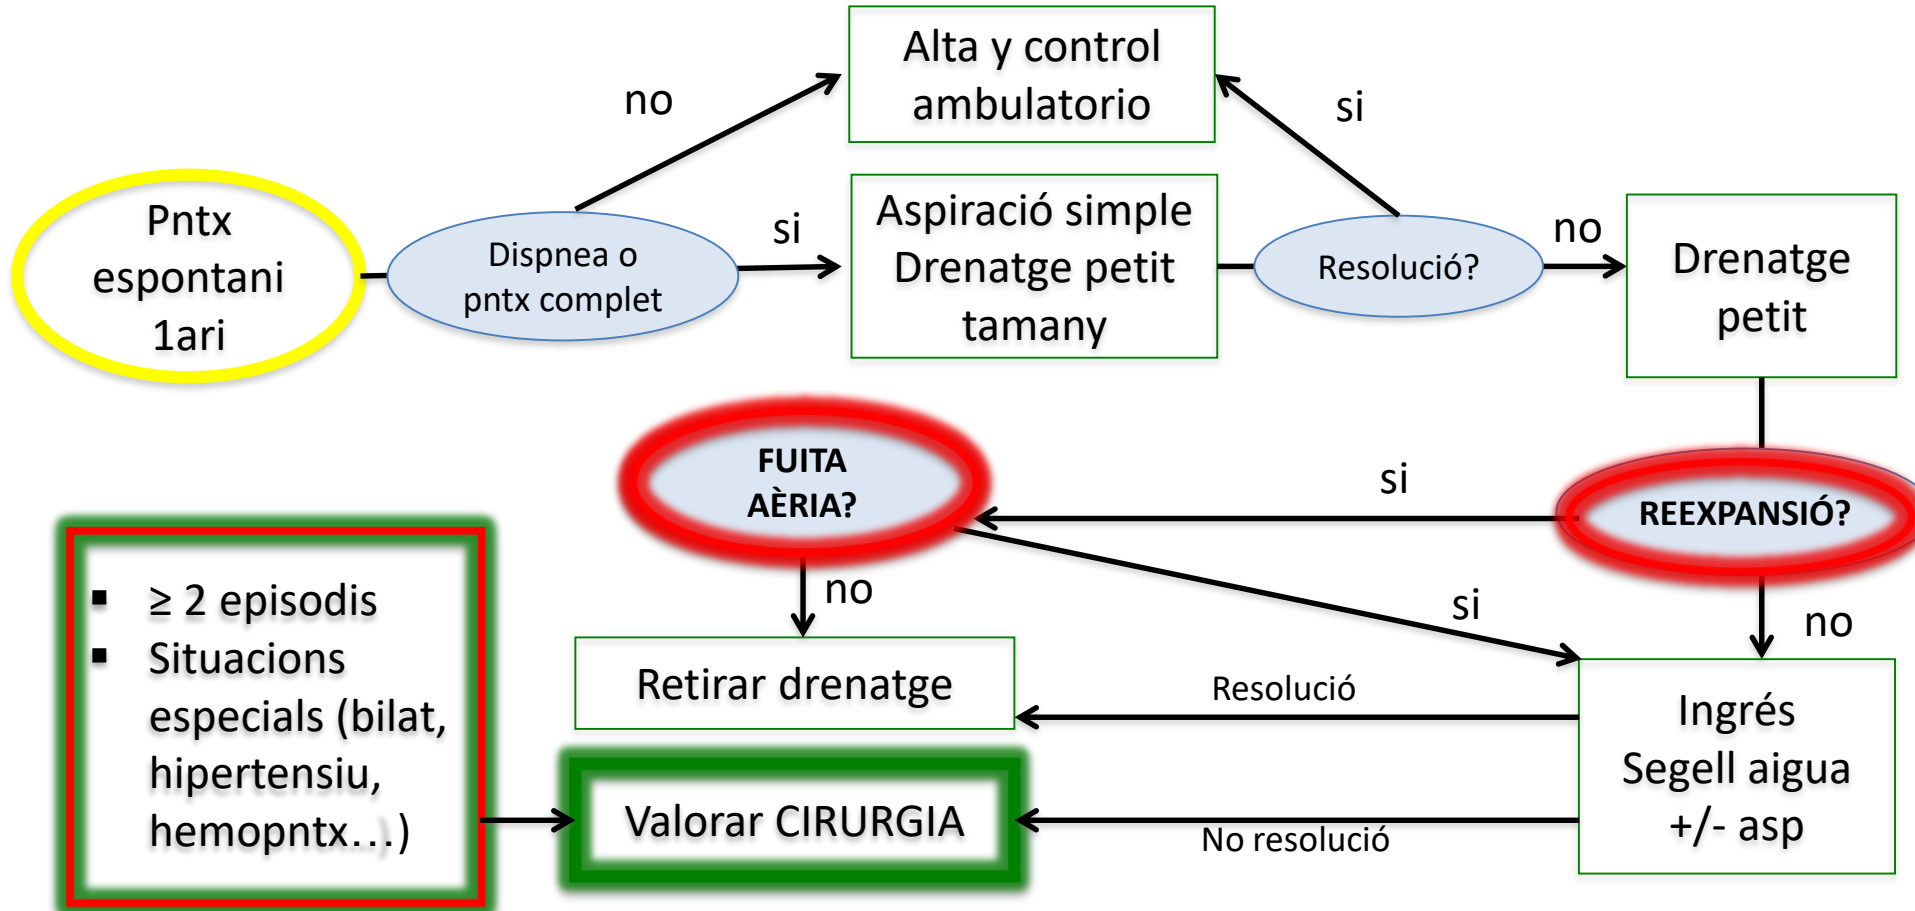 Alta y control
ambulatorio
no
si
Pntx
espontani
1ari
Dispnea o
pntx complet
si
Aspiració simple
Drenatge petit
tamany
Resolució?
no
Drenatge
petit
FUITA
AÈRIA?
si
REEXPANSIÓ?
no
si
no
▪ ≥ 2 episodis
▪ Situacions
especials (bilat,
hipertensiu,
hemopntx...)
Retirar drenatge
Resolució
Ingrés
Segell aigua
+/- asp
Valorar CIRURGIA
No resolució